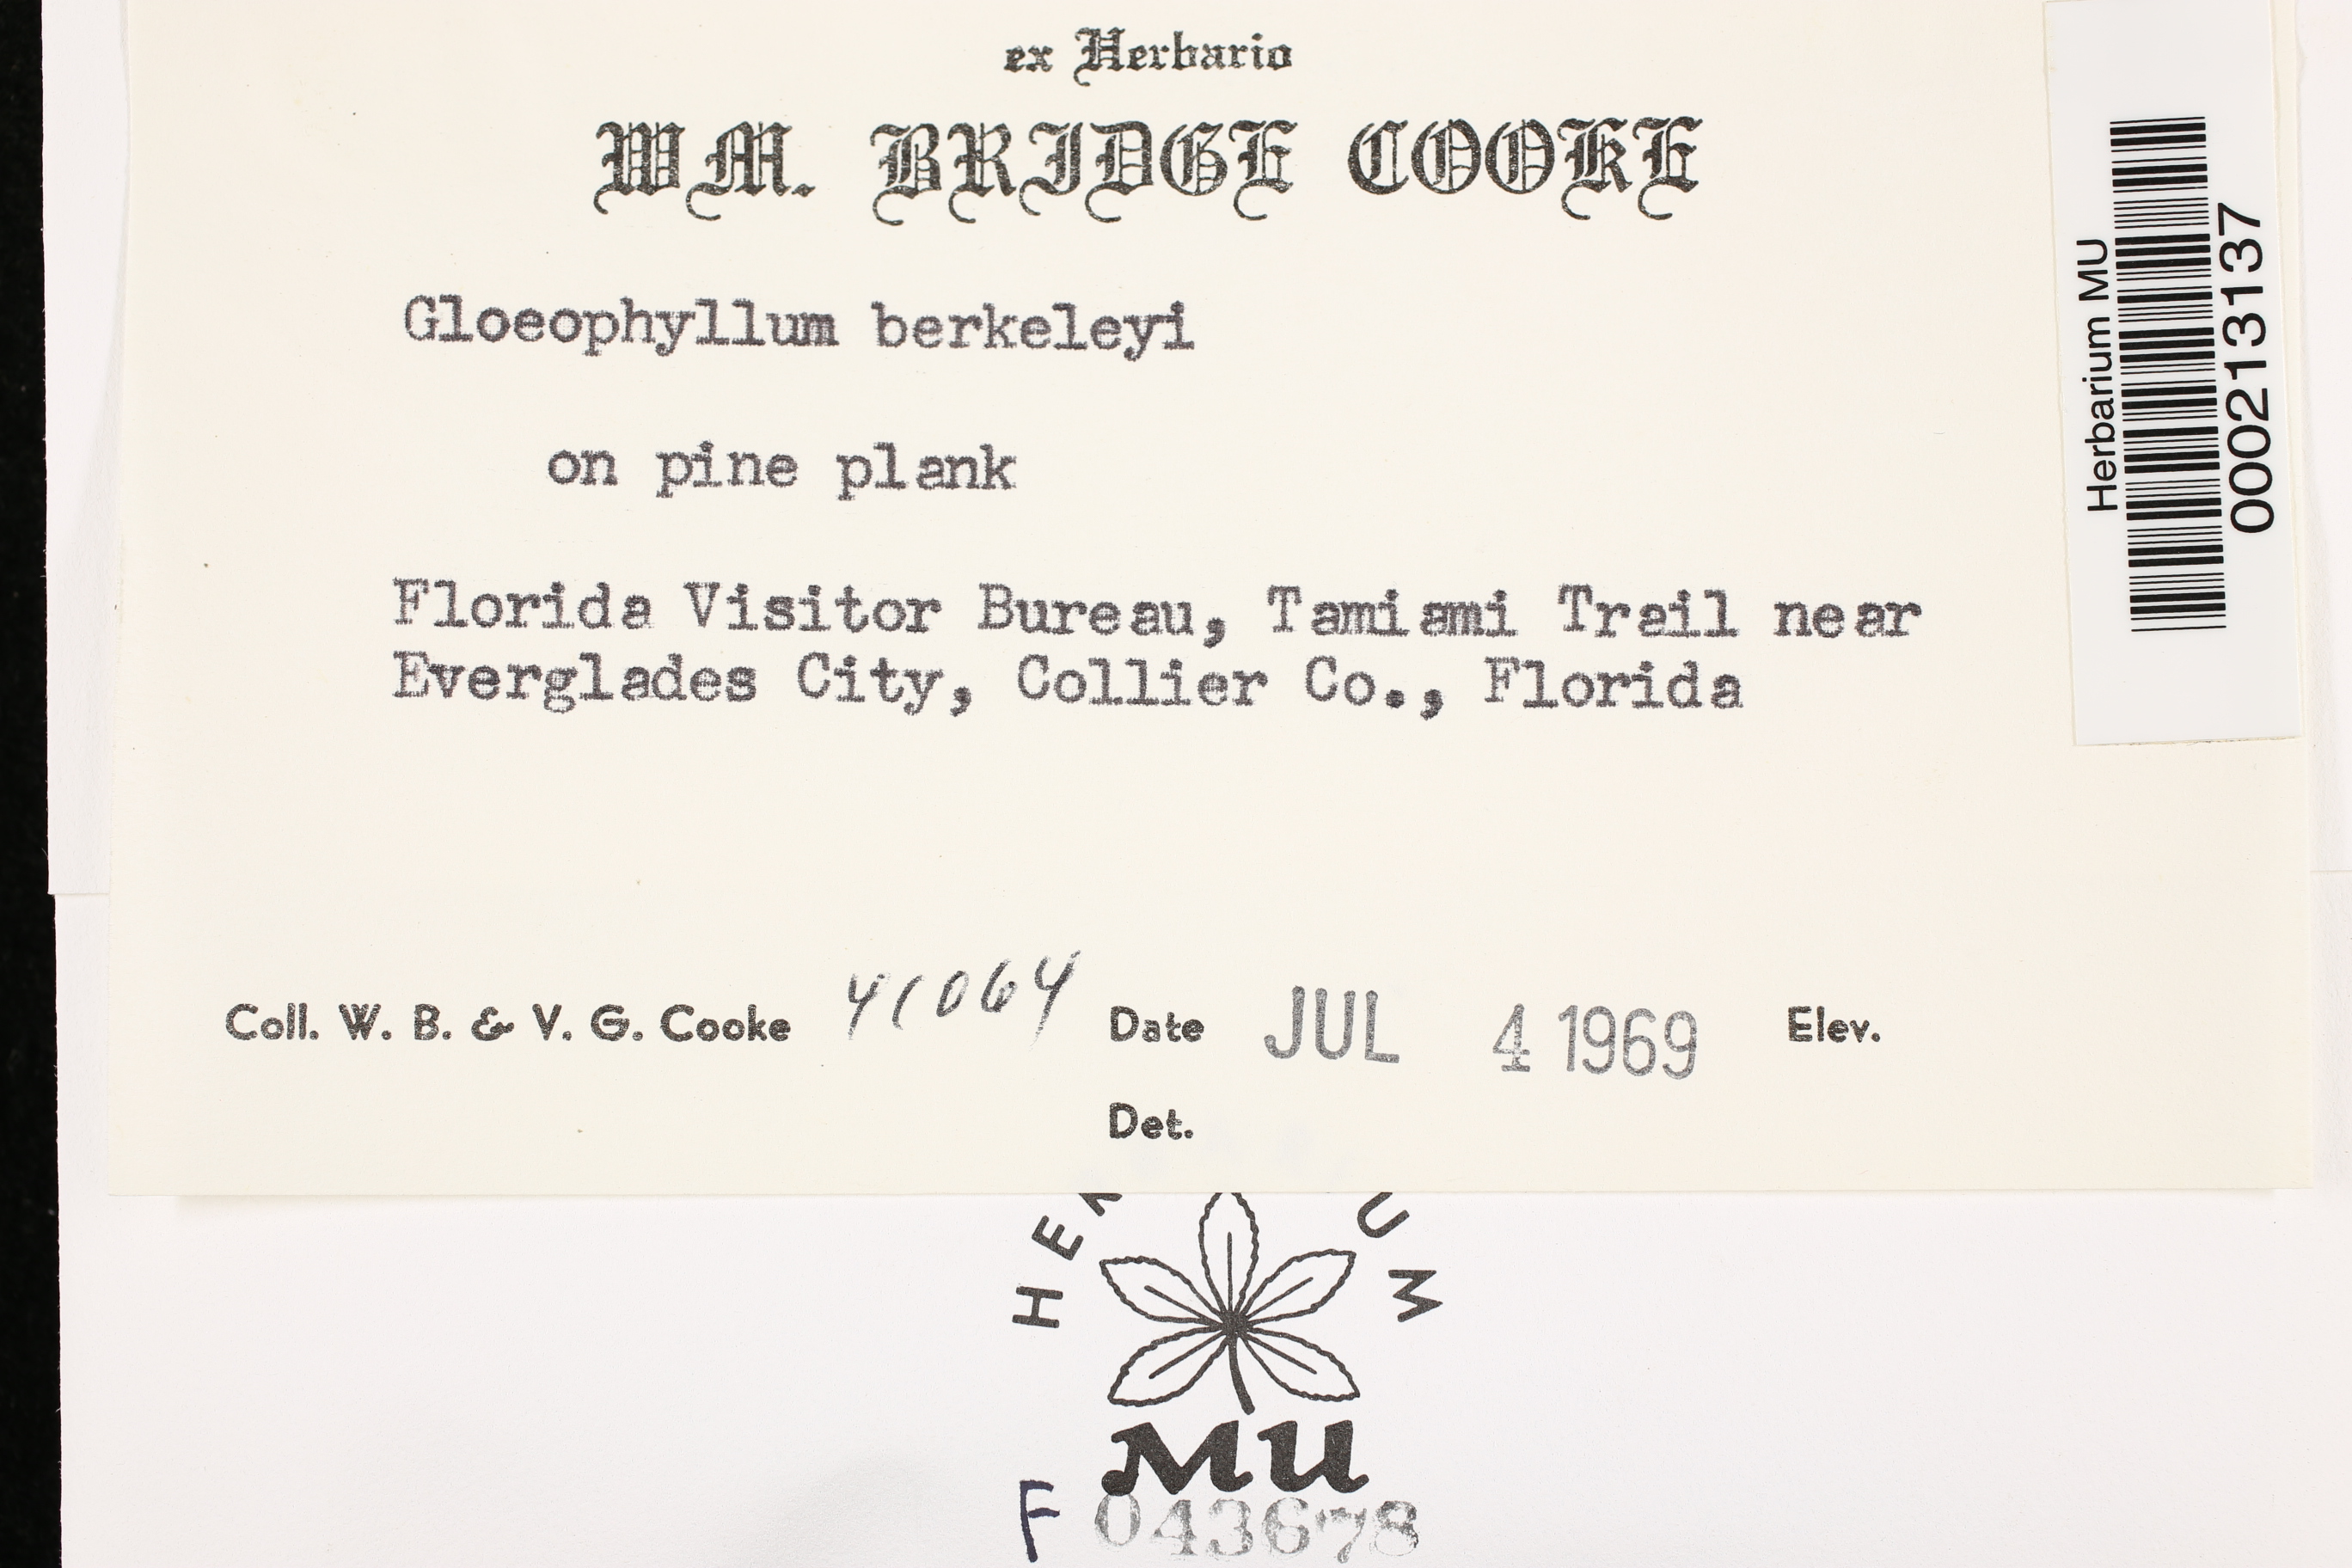 ex Herbario
WM. BRIDGE COOKE
Gloeophyllum berkeleyi
on pine plank
Florida Visitor Bureau, Tamiami Trail near
Everglades City, Collier Co., Florida
Coll. W. B. & V. G. Cooke 41064 Date JUL 4 1969 Elev.
Det.
Herbarium MU
000213137
MU
F 043678